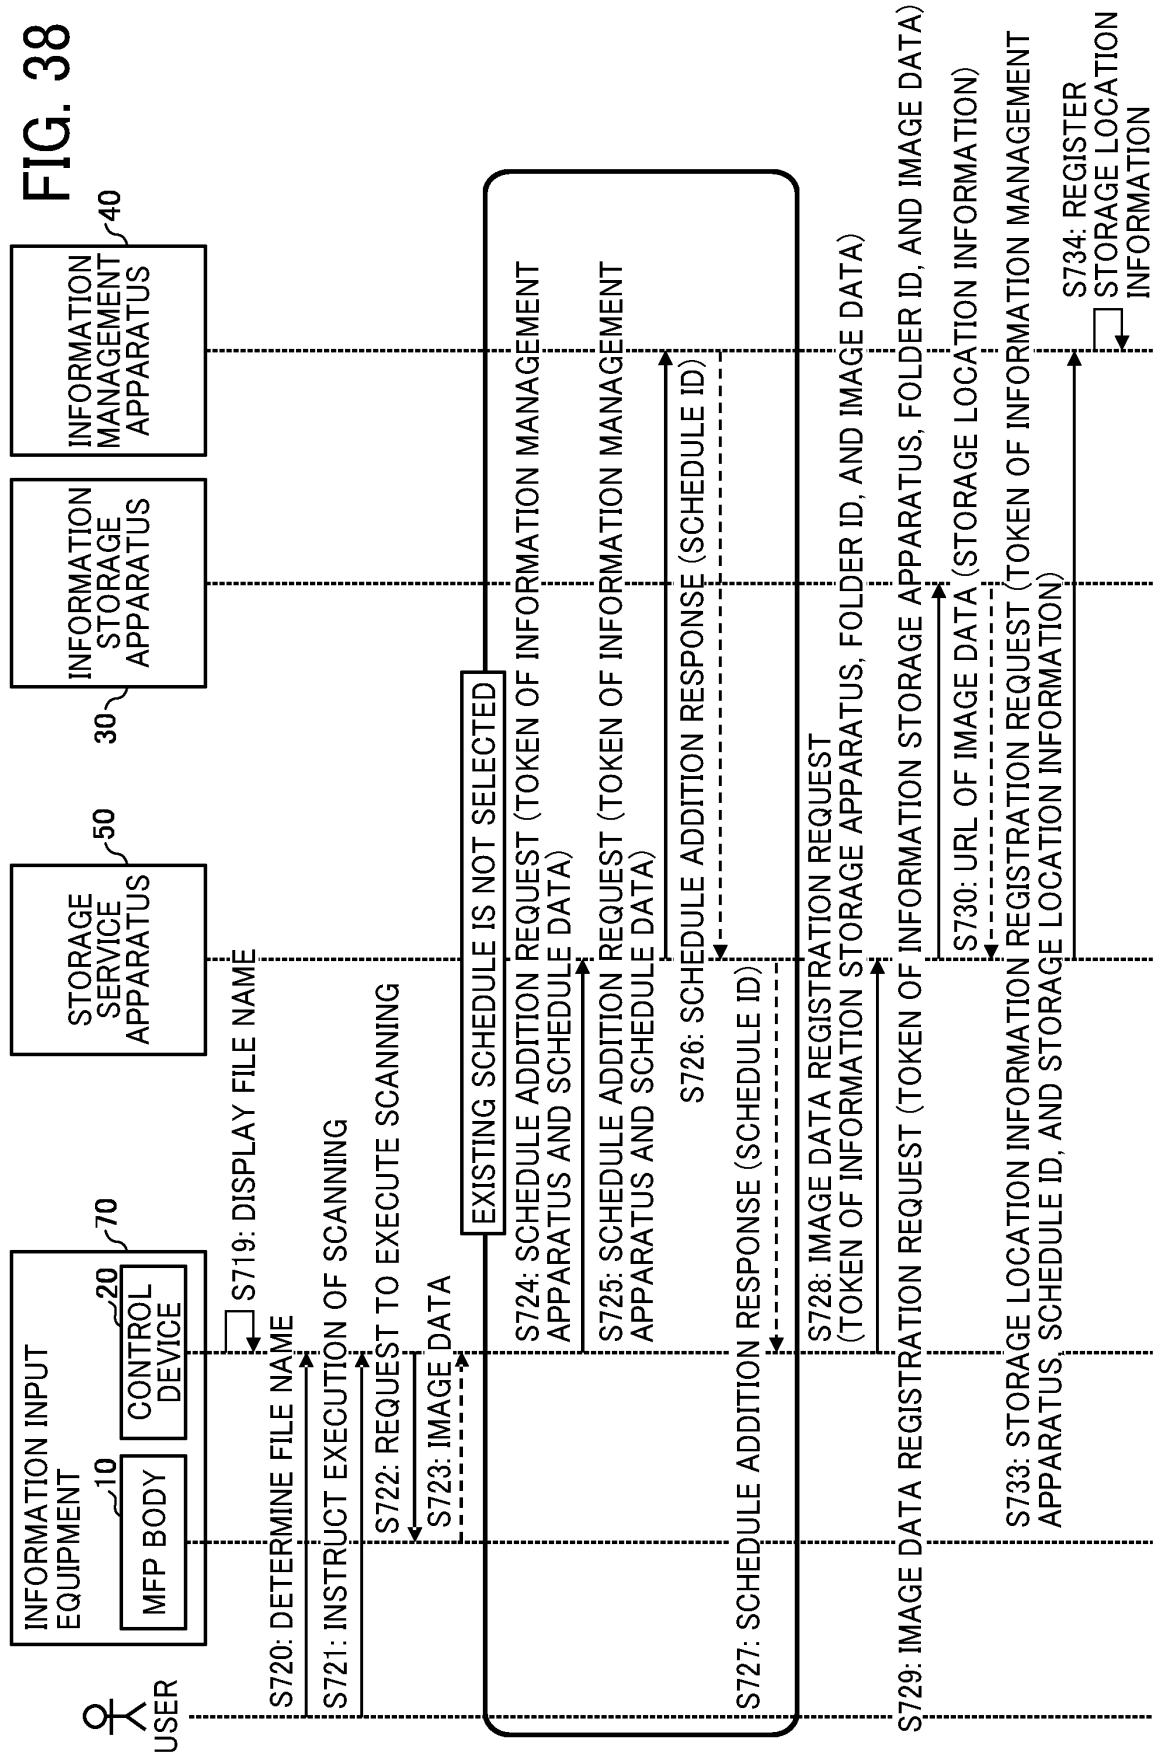 FIG. 38
USER
INFORMATION INPUT
EQUIPMENT
70
MFP BODY
10
CONTROL
DEVICE
20
STORAGE
SERVICE
APPARATUS
50
INFORMATION
STORAGE
APPARATUS
30
INFORMATION
MANAGEMENT
APPARATUS
40
S719: DISPLAY FILE NAME
S720: DETERMINE FILE NAME
S721: INSTRUCT EXECUTION OF SCANNING
S722: REQUEST TO EXECUTE SCANNING
S723: IMAGE DATA
EXISTING SCHEDULE IS NOT SELECTED
S724: SCHEDULE ADDITION REQUEST (TOKEN OF INFORMATION MANAGEMENT
APPARATUS AND SCHEDULE DATA)
S725: SCHEDULE ADDITION REQUEST (TOKEN OF INFORMATION MANAGEMENT
APPARATUS AND SCHEDULE DATA)
S726: SCHEDULE ADDITION RESPONSE (SCHEDULE ID)
S727: SCHEDULE ADDITION RESPONSE (SCHEDULE ID)
S728: IMAGE DATA REGISTRATION REQUEST
(TOKEN OF INFORMATION STORAGE APPARATUS, FOLDER ID, AND IMAGE DATA)
S729: IMAGE DATA REGISTRATION REQUEST (TOKEN OF INFORMATION STORAGE APPARATUS, FOLDER ID, AND IMAGE DATA)
S730: URL OF IMAGE DATA (STORAGE LOCATION INFORMATION)
S733: STORAGE LOCATION INFORMATION REGISTRATION REQUEST (TOKEN OF INFORMATION MANAGEMENT
APPARATUS, SCHEDULE ID, AND STORAGE LOCATION INFORMATION)
S734: REGISTER
STORAGE LOCATION
INFORMATION